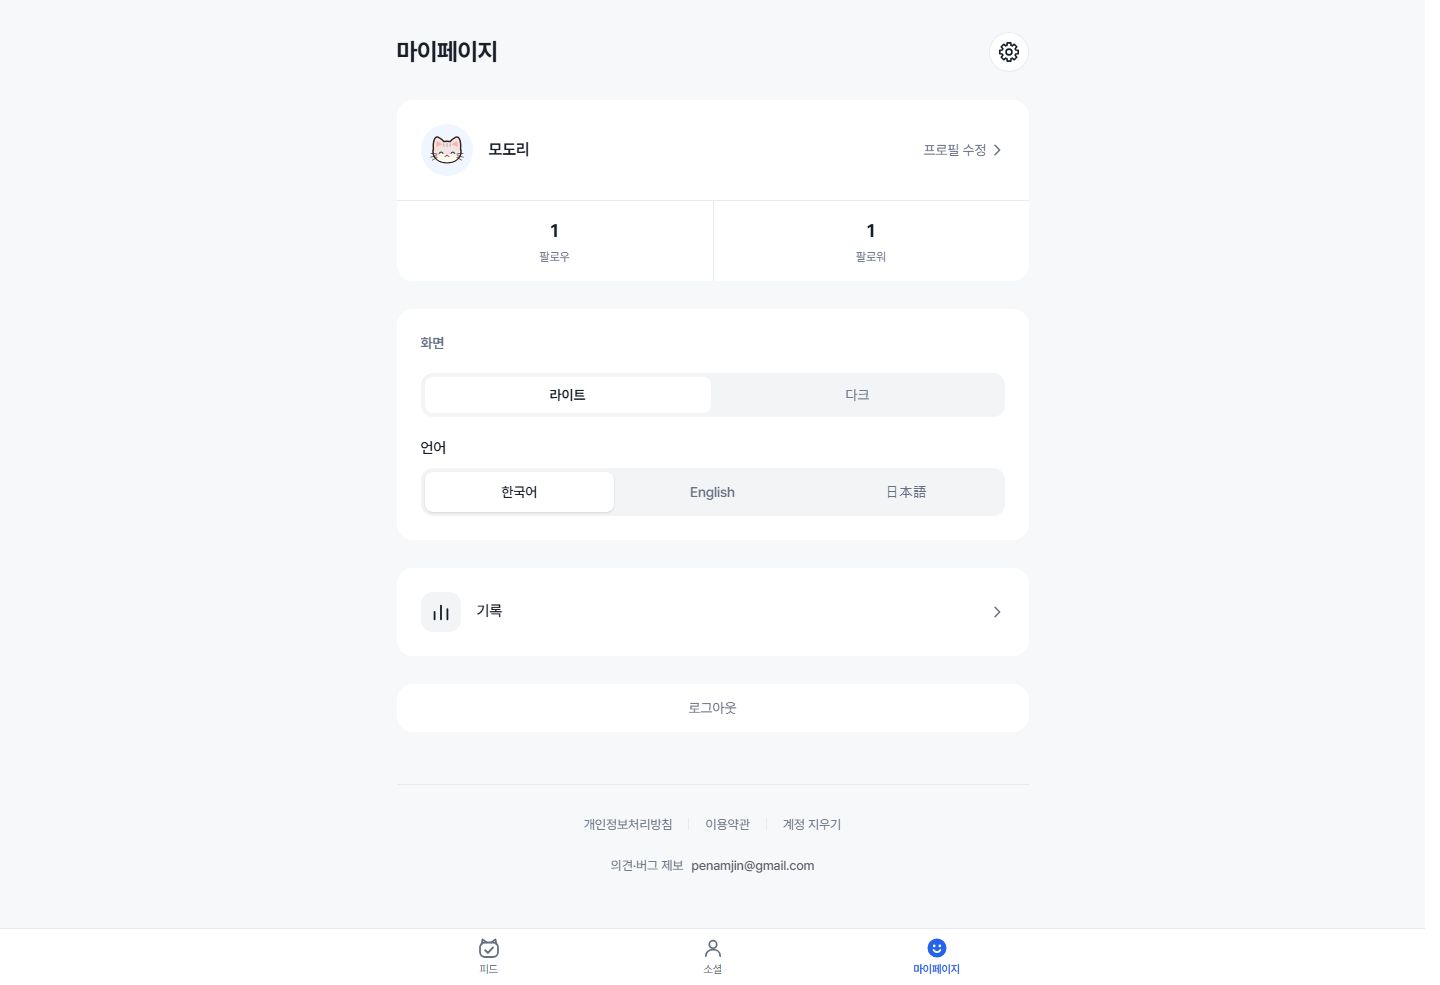 마이페이지
모도리
프로필 수정
1
팔로우
1
팔로워
화면
라이트 다크
언어
한국어 English 日本語
기록
로그아웃
개인정보처리방침 이용약관 계정 지우기
의견·버그 제보 penamjin@gmail.com
피드 소셜 마이페이지